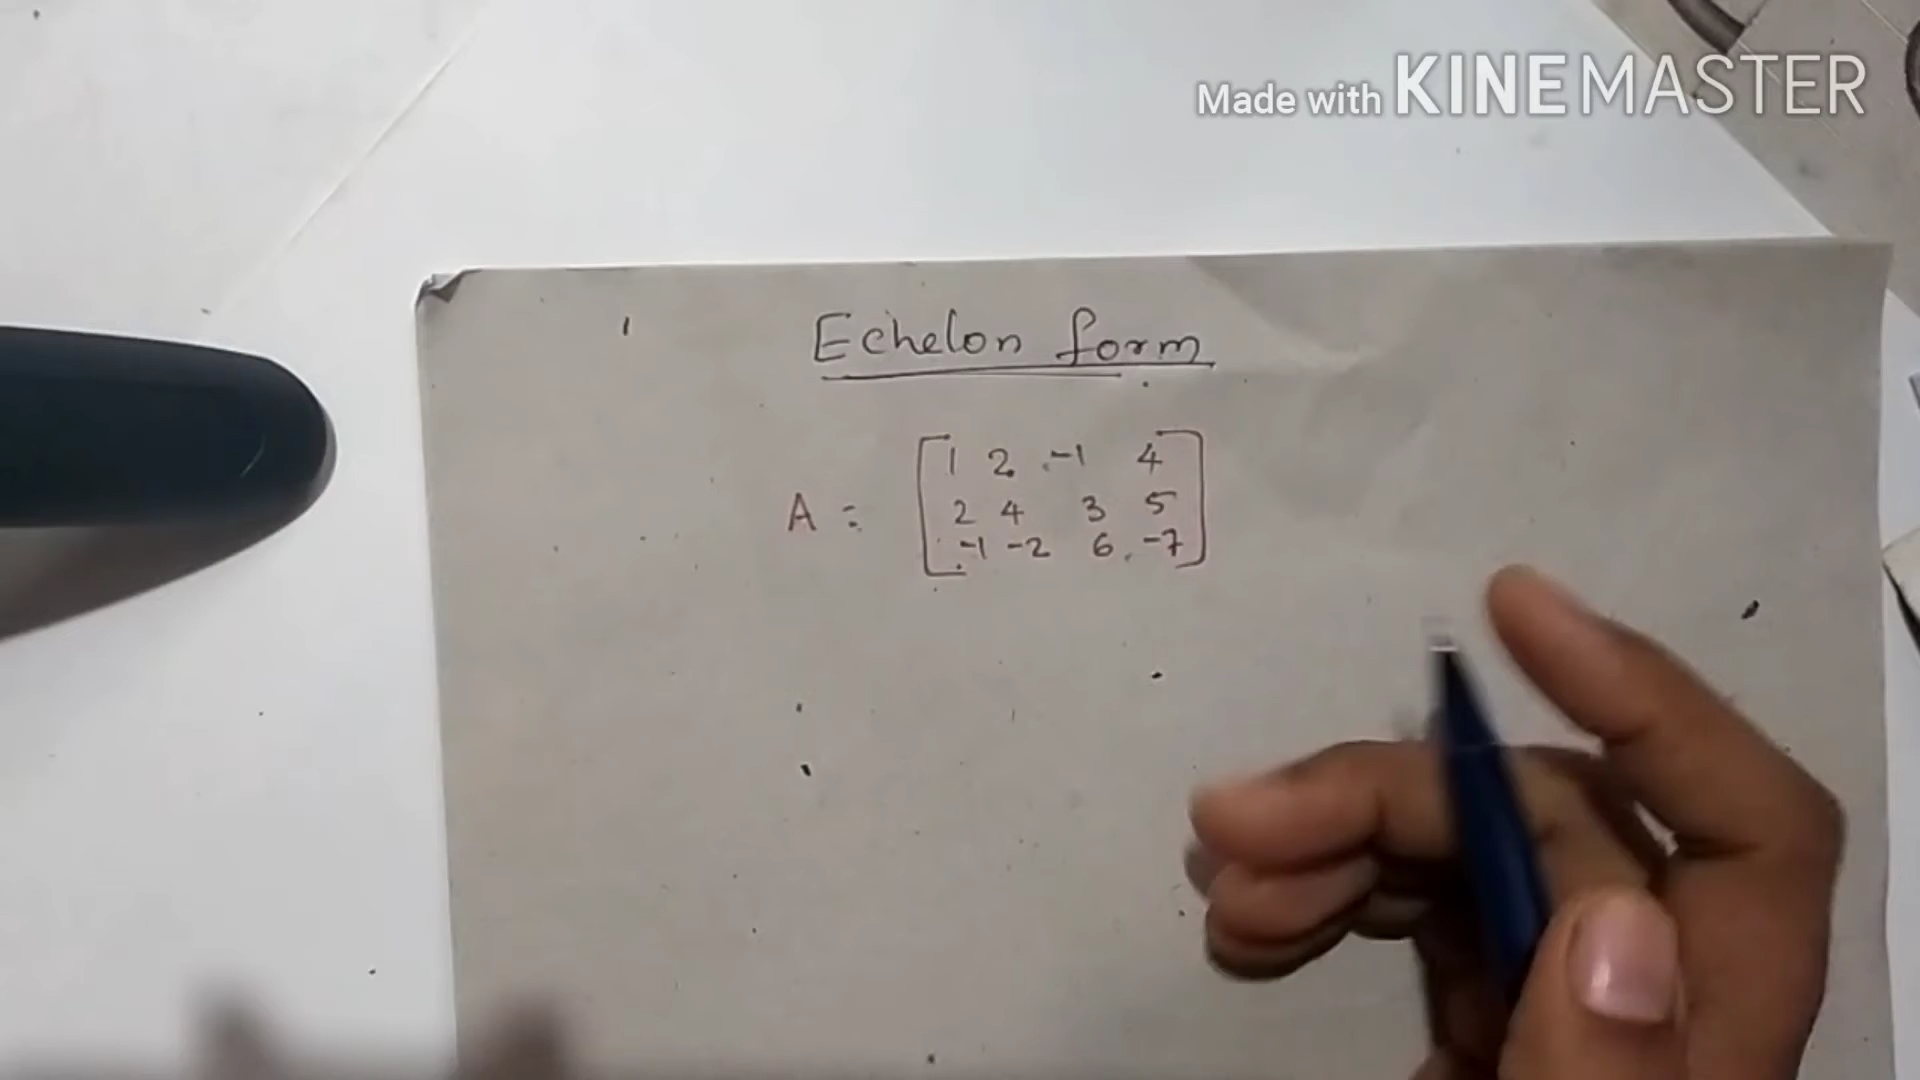 Made with KINEMASTER
Echelon form
1 2 -1 4
A = 2 4 3 5
-1 -2 6 -7